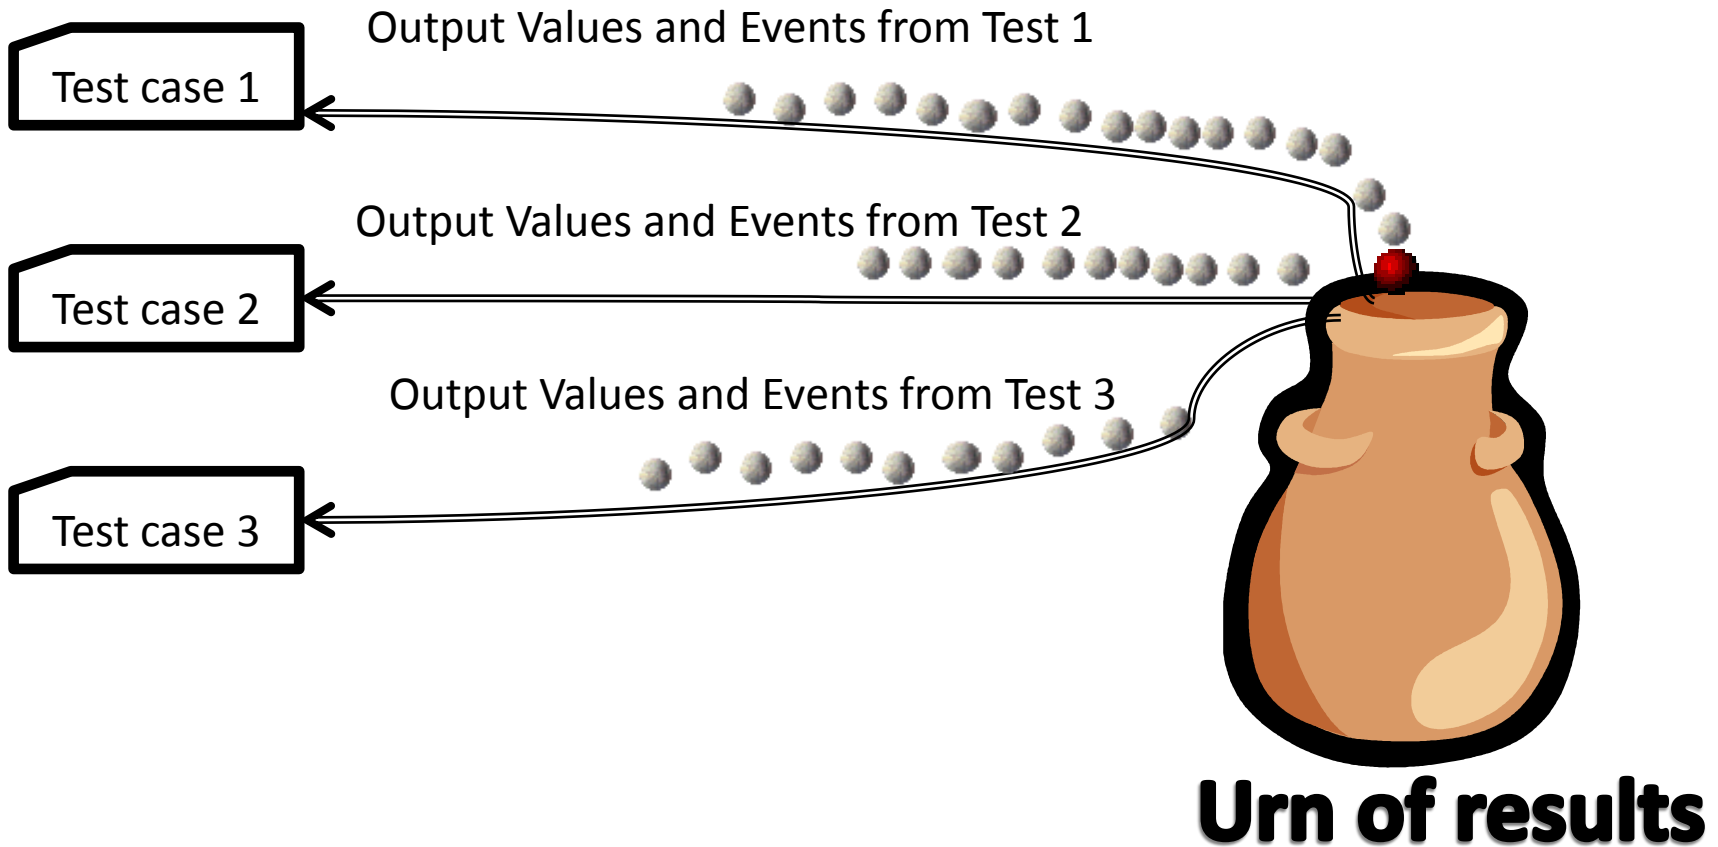 Output Values and Events from Test 1
Test case 1
Output Values and Events from Test 2
Test case 2
Output Values and Events from Test 3
Test case 3
Urn of results